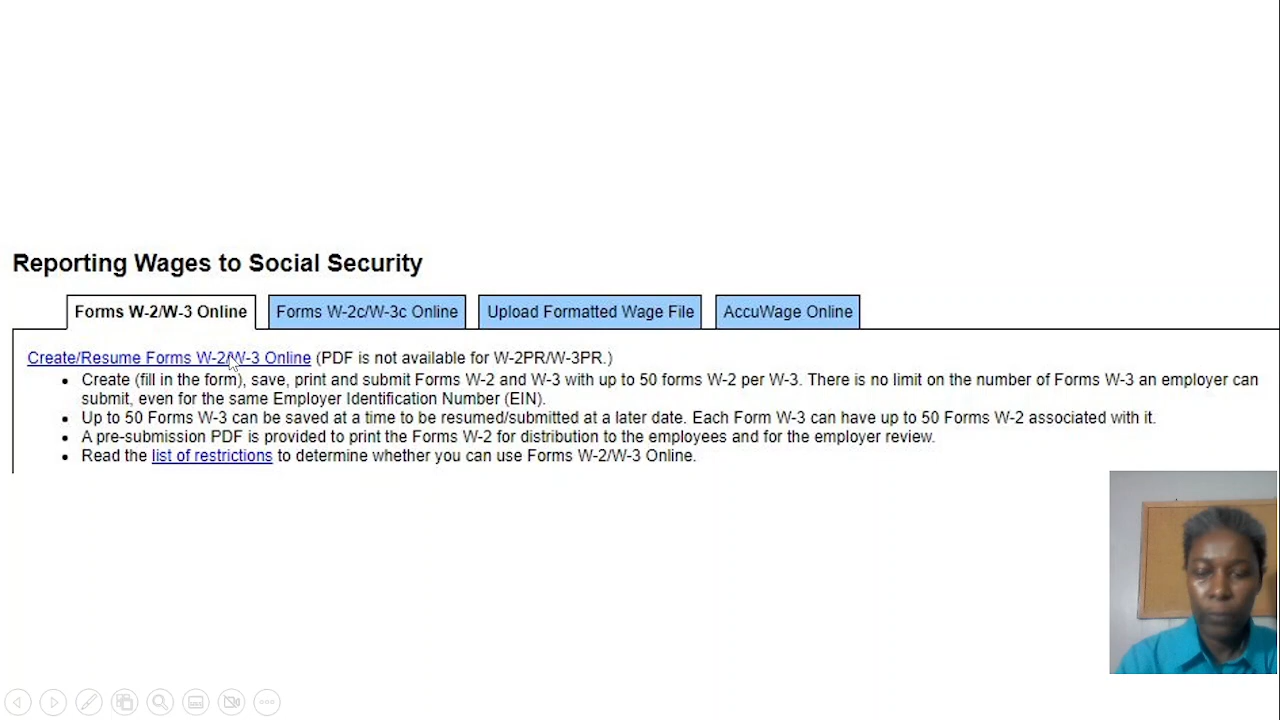 Reporting Wages to Social Security
Forms W-2/W-3 Online
Forms W-2c/W-3c Online
Upload Formatted Wage File
AccuWage Online
Create/Resume Forms W-2/W-3 Online (PDF is not available for W-2PR/W-3PR.)
• Create (fill in the form), save, print and submit Forms W-2 and W-3 with up to 50 forms W-2 per W-3. There is no limit on the number of Forms W-3 an employer can
submit, even for the same Employer Identification Number (EIN).
• Up to 50 Forms W-3 can be saved at a time to be resumed/submitted at a later date. Each Form W-3 can have up to 50 Forms W-2 associated with it.
• A pre-submission PDF is provided to print the Forms W-2 for distribution to the employees and for the employer review.
• Read the list of restrictions to determine whether you can use Forms W-2/W-3 Online.